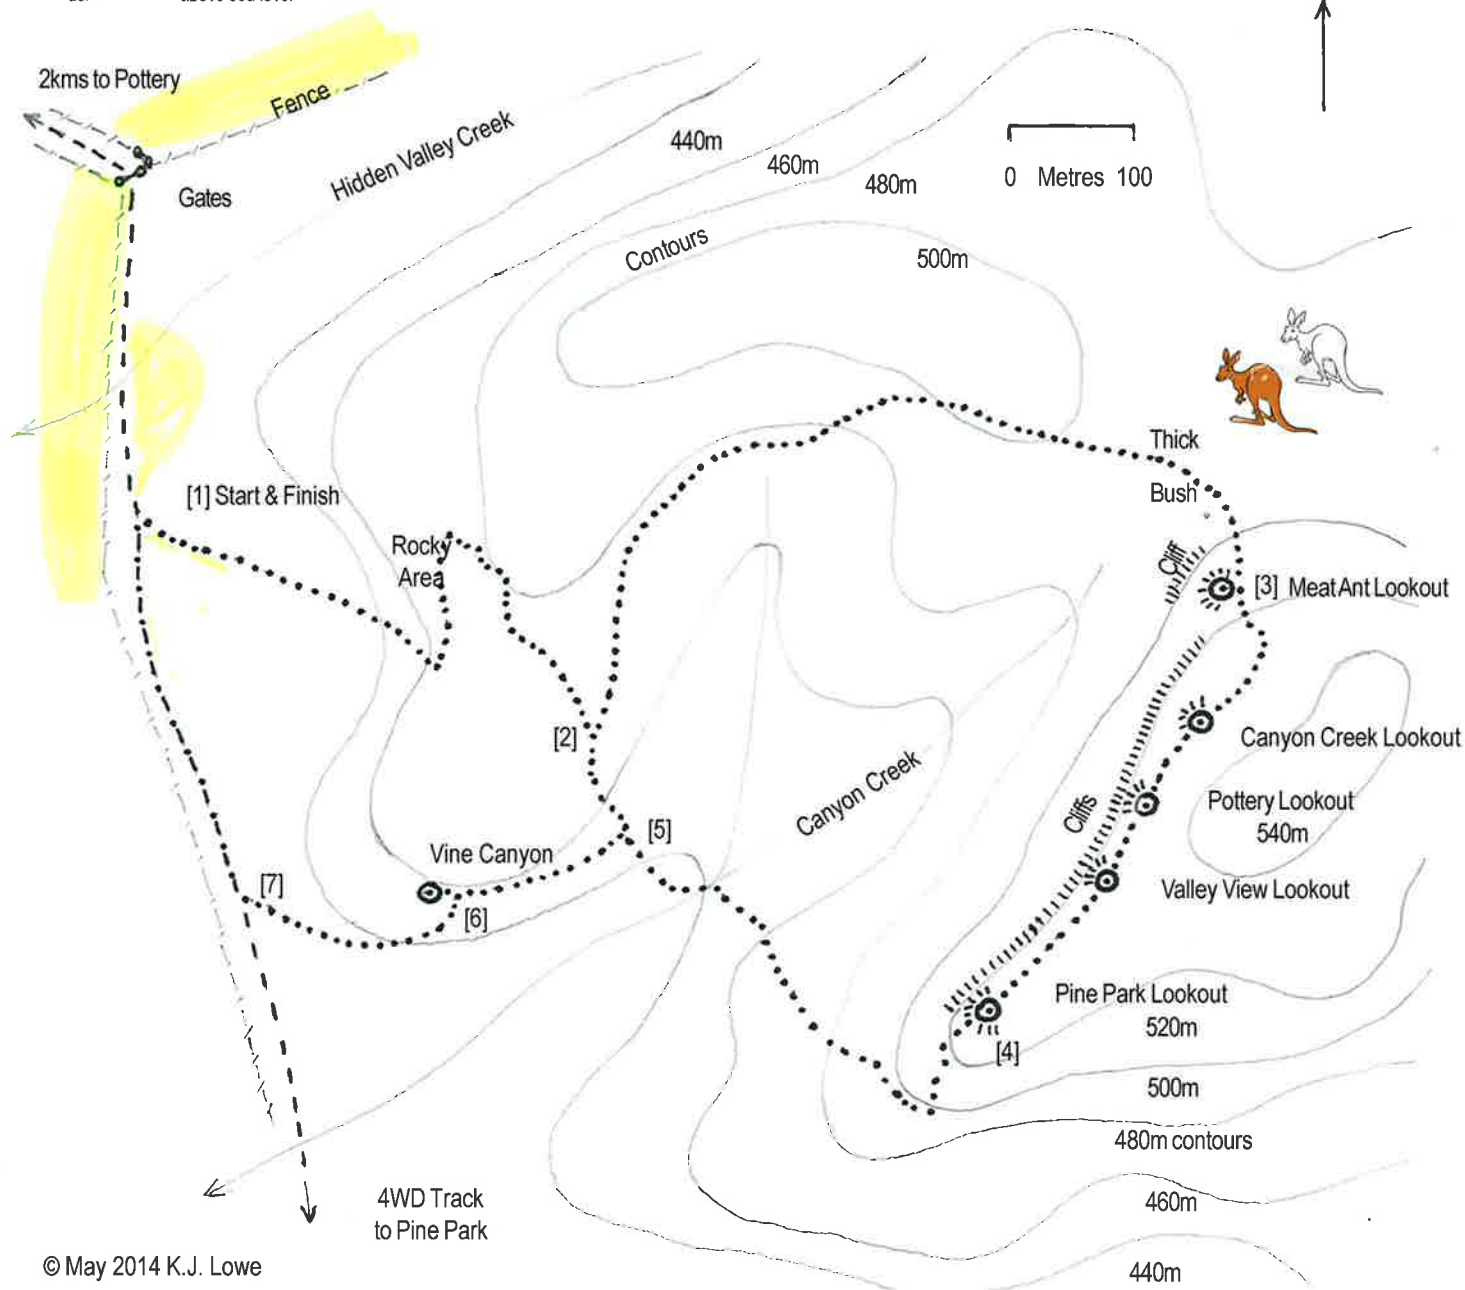 2kms to Pottery
Fence
Hidden Valley Creek
Gates
440m
460m
480m
0 Metres 100
Contours
500m
[1] Start & Finish
Thick
Bush
Rocky
Area
Cliff
[3] Meat Ant Lookout
[2]
Canyon Creek Lookout
Canyon Creek
Cliffs
Pottery Lookout
540m
[5]
Vine Canyon
Valley View Lookout
[7]
[6]
Pine Park Lookout
520m
[4]
500m
480m contours
4WD Track
to Pine Park
460m
440m
© May 2014 K.J. Lowe